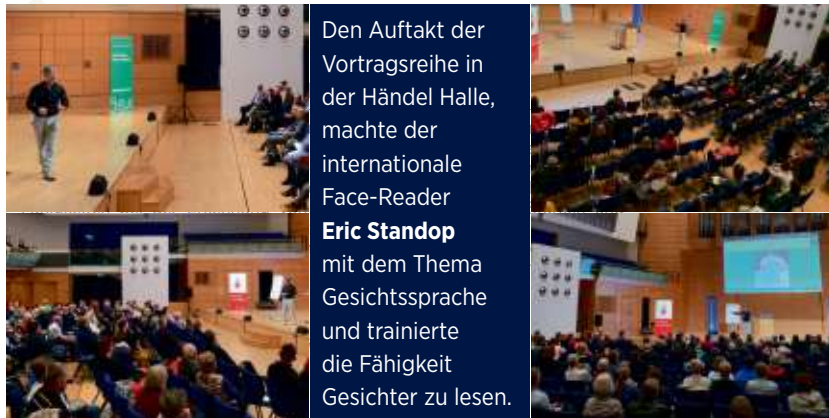 Den Auftakt der
Vortragsreihe in
der Händel Halle,
machte der
internationale
Face-Reader
Eric Standop
mit dem Thema
Gesichtssprache
und trainierte
die Fähigkeit
Gesichter zu lesen.